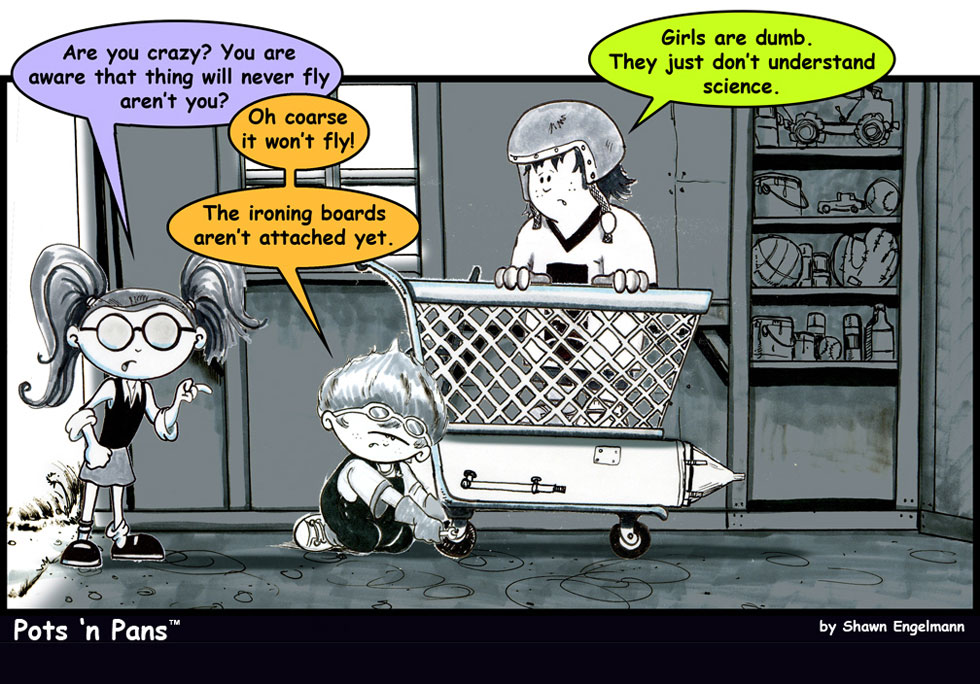 Are you crazy? You are
aware that thing will never fly
aren't you?
Oh coarse
it won't fly!
The ironing boards
aren't attached yet.
Girls are dumb.
They just don't understand
science.
Pots 'n Pans™
by Shawn Engelmann